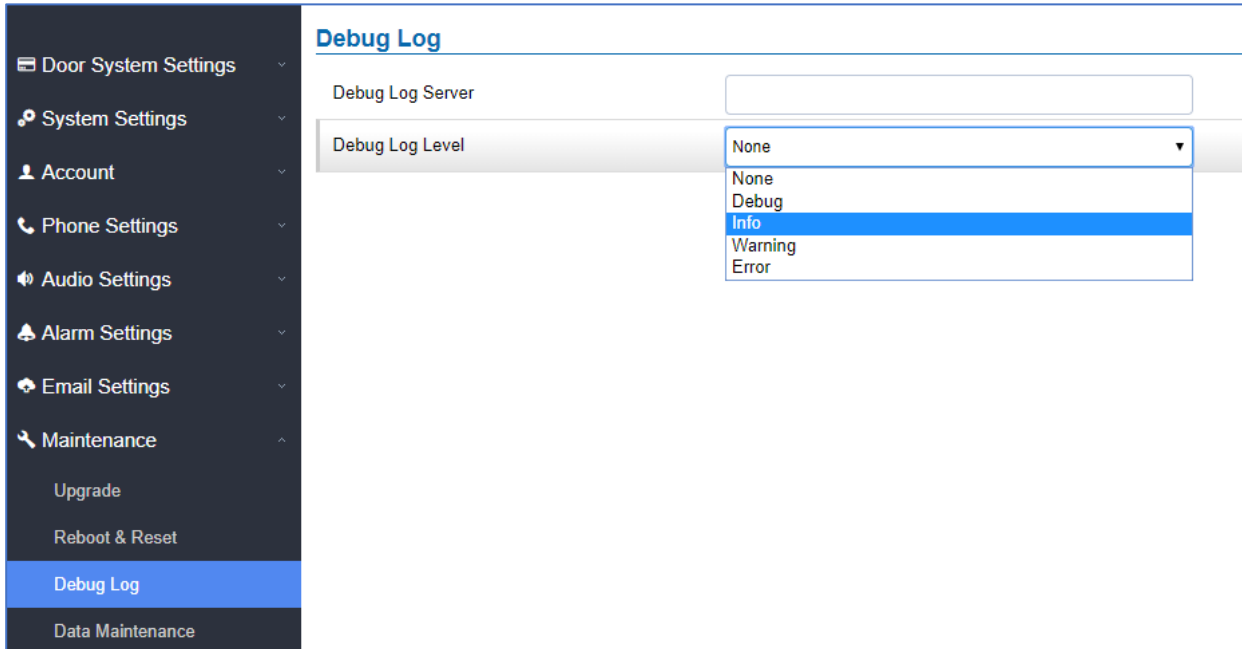 Door System Settings
System Settings
Account
Phone Settings
Audio Settings
Alarm Settings
Email Settings
Maintenance
Upgrade
Reboot & Reset
Debug Log
Data Maintenance
Debug Log
Debug Log Server
Debug Log Level
None
None
Debug
Info
Warning
Error